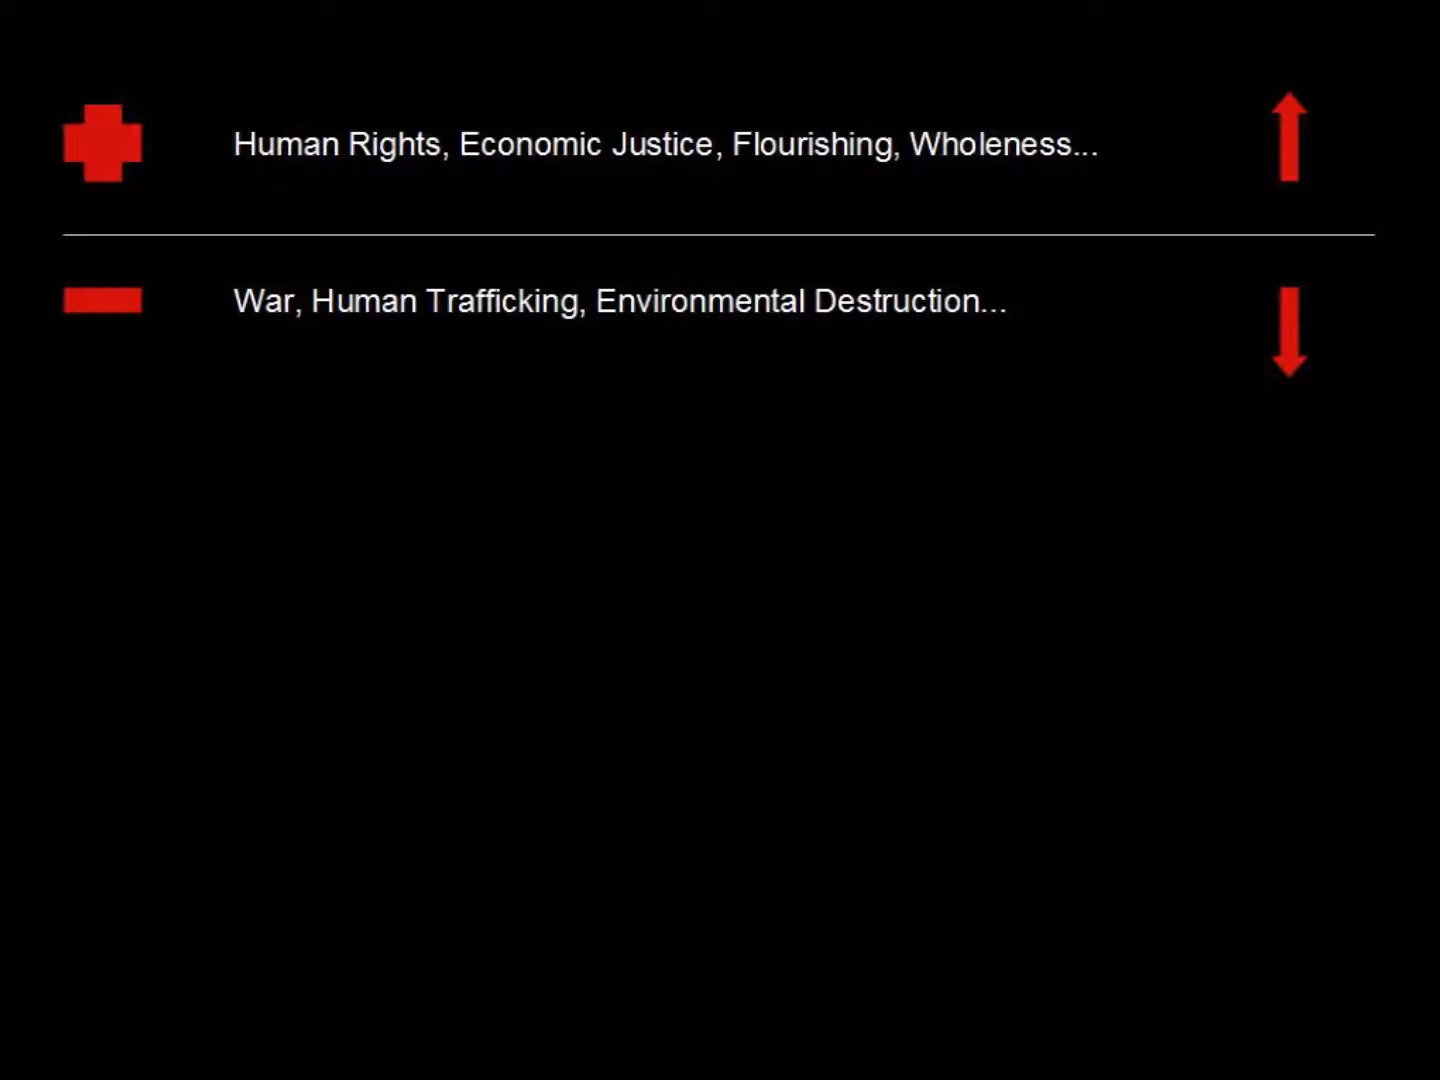 Human Rights, Economic Justice, Flourishing, Wholeness...
War, Human Trafficking, Environmental Destruction...